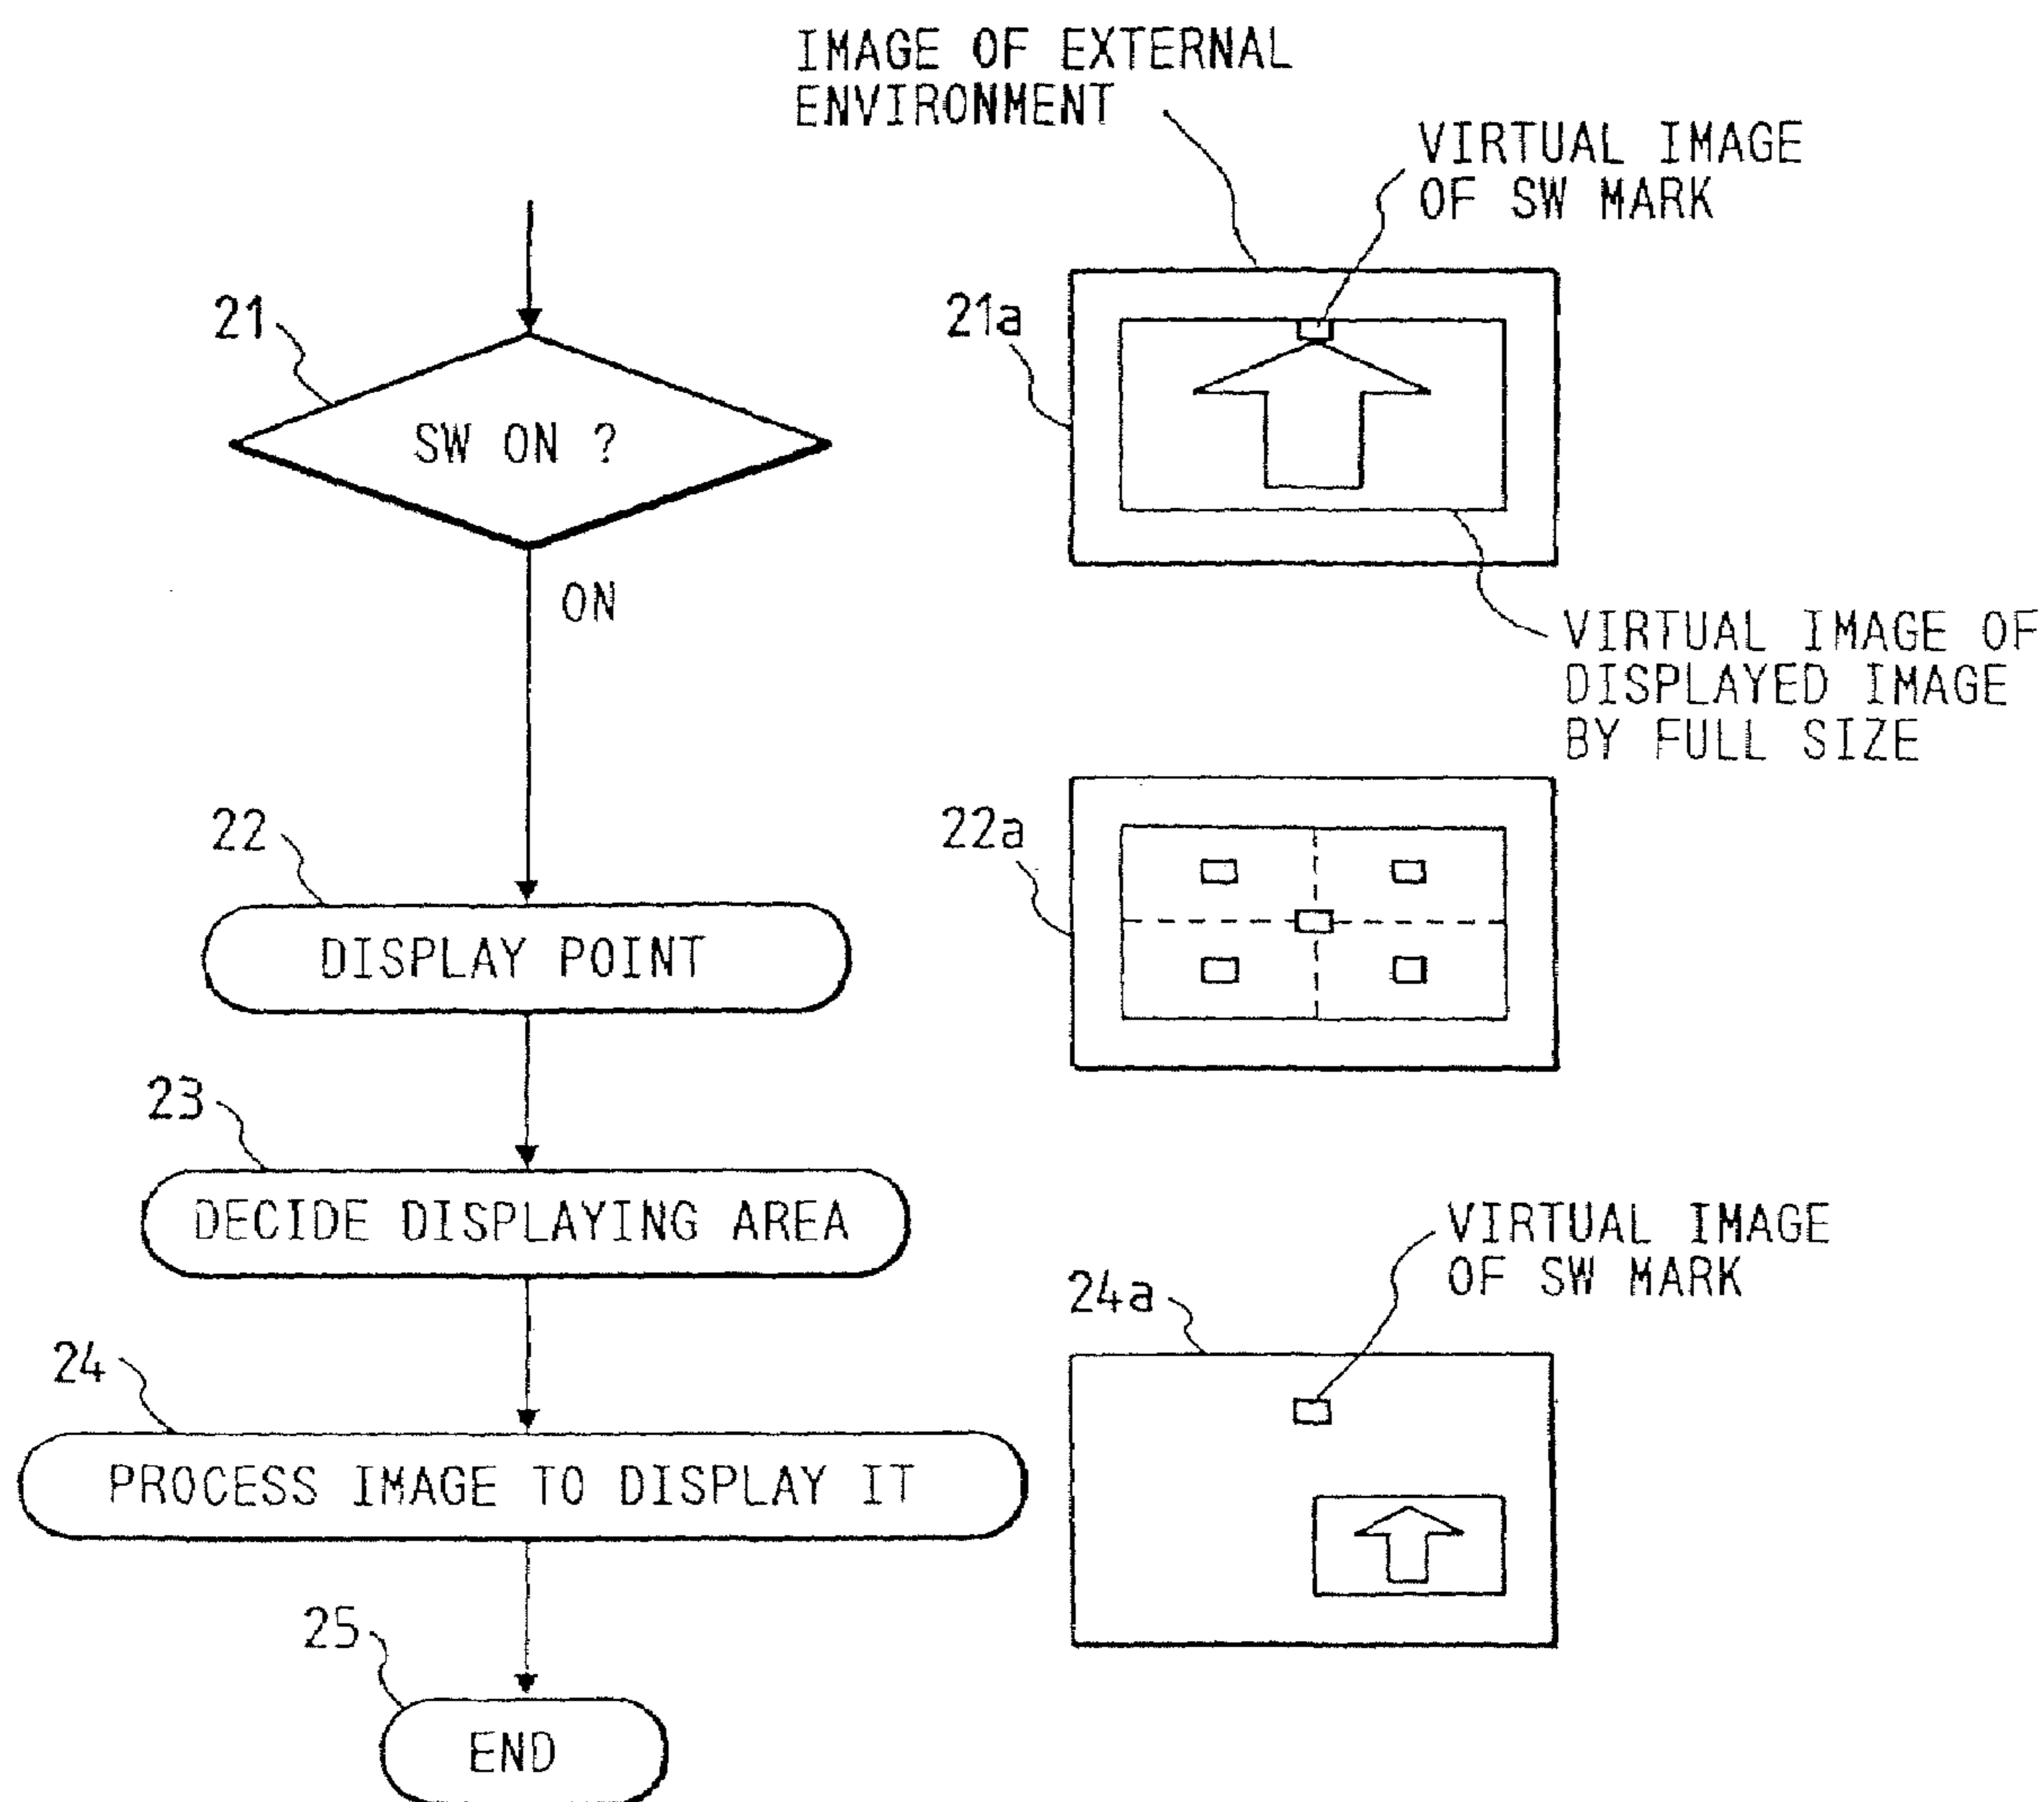 IMAGE OF EXTERNAL
ENVIRONMENT
VIRTUAL IMAGE
OF SW MARK
21
SW ON ?
21a
ON
VIRTUAL IMAGE OF
DISPLAYED IMAGE
BY FULL SIZE
22
DISPLAY POINT
22a
23
DECIDE DISPLAYING AREA
VIRTUAL IMAGE
OF SW MARK
24a
24
PROCESS IMAGE TO DISPLAY IT
25
END